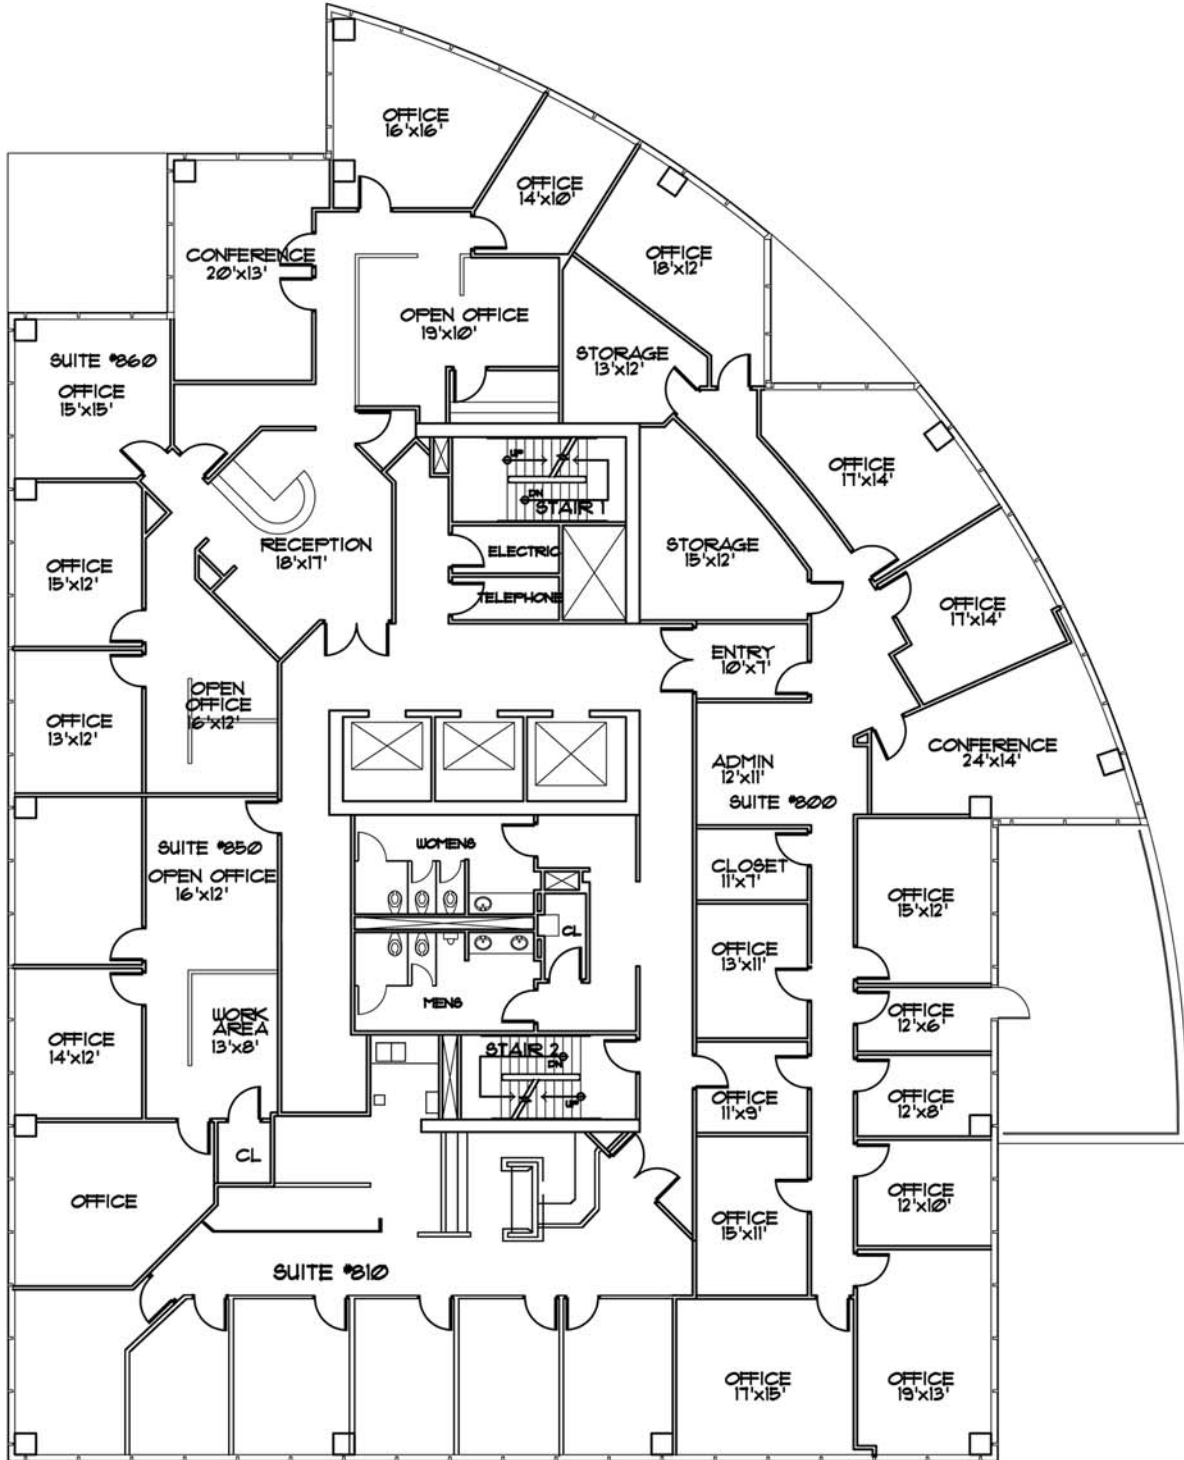 OFFICE
16'x16'
OFFICE
14'x10'
OFFICE
18'x12'
CONFERENCE
20'x13'
OPEN OFFICE
19'x10'
STORAGE
13'x12'
SUITE #860
OFFICE
15'x15'
OFFICE
17'x14'
UP
DN
STAIR 1
RECEPTION
18'x17'
ELECTRIC
TELEPHONE
STORAGE
15'x12'
OFFICE
15'x12'
OFFICE
17'x14'
ENTRY
10'x7'
OPEN
OFFICE
16'x12'
OFFICE
13'x12'
CONFERENCE
24'x14'
ADMIN
12'x11'
SUITE #800
WOMENS
SUITE #850
OPEN OFFICE
16'x12'
CLOSET
11'x7'
OFFICE
15'x12'
CL
OFFICE
13'x11'
MENS
OFFICE
12'x6'
WORK
AREA
13'x8'
OFFICE
14'x12'
STAIR 2
DN
UP
OFFICE
11'x9'
OFFICE
12'x8'
CL
OFFICE
OFFICE
12'x10'
OFFICE
15'x11'
SUITE #810
OFFICE
17'x15'
OFFICE
19'x13'